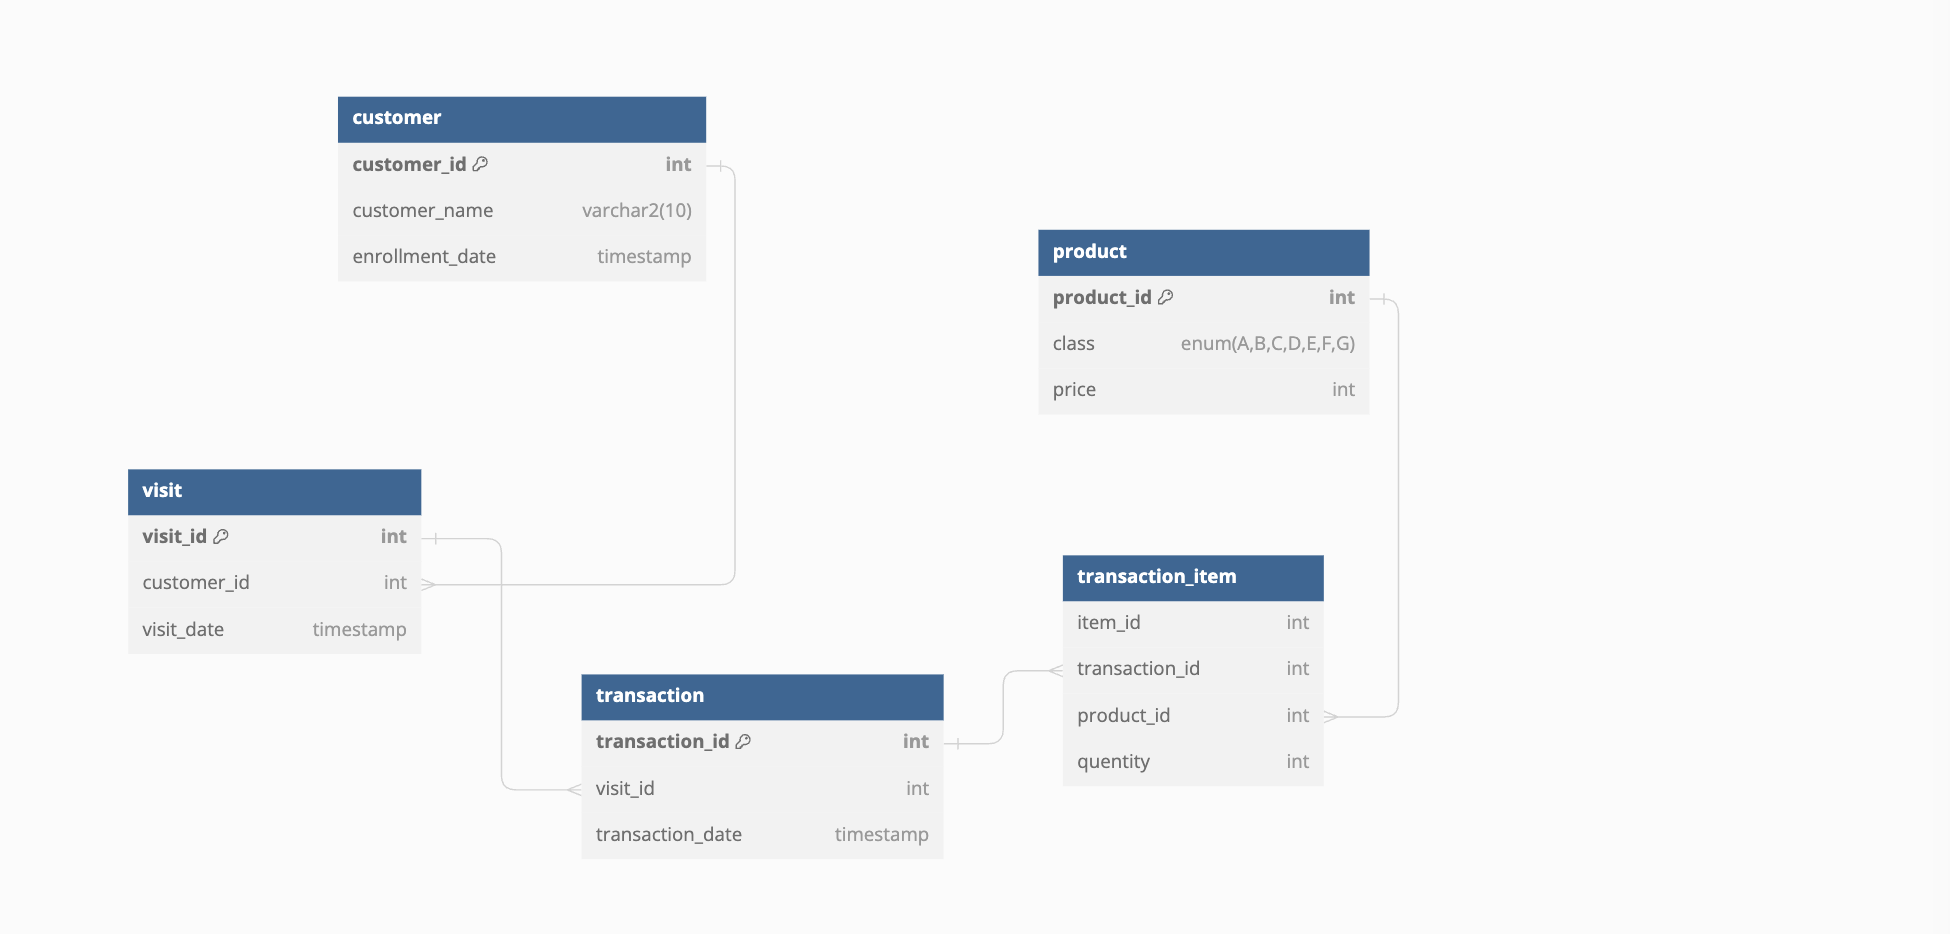 customer
customer_id int
customer_name varchar2(10)
enrollment_date timestamp
product
product_id int
class enum(A,B,C,D,E,F,G)
price int
visit
visit_id int
customer_id int
visit_date timestamp
transaction_item
item_id int
transaction_id int
product_id int
quentity int
transaction
transaction_id int
visit_id int
transaction_date timestamp